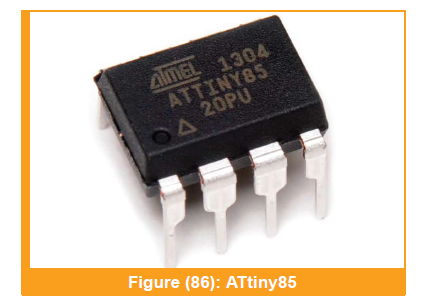 ATMEL 1304
ATTINY85
20PU
Figure (86): ATtiny85